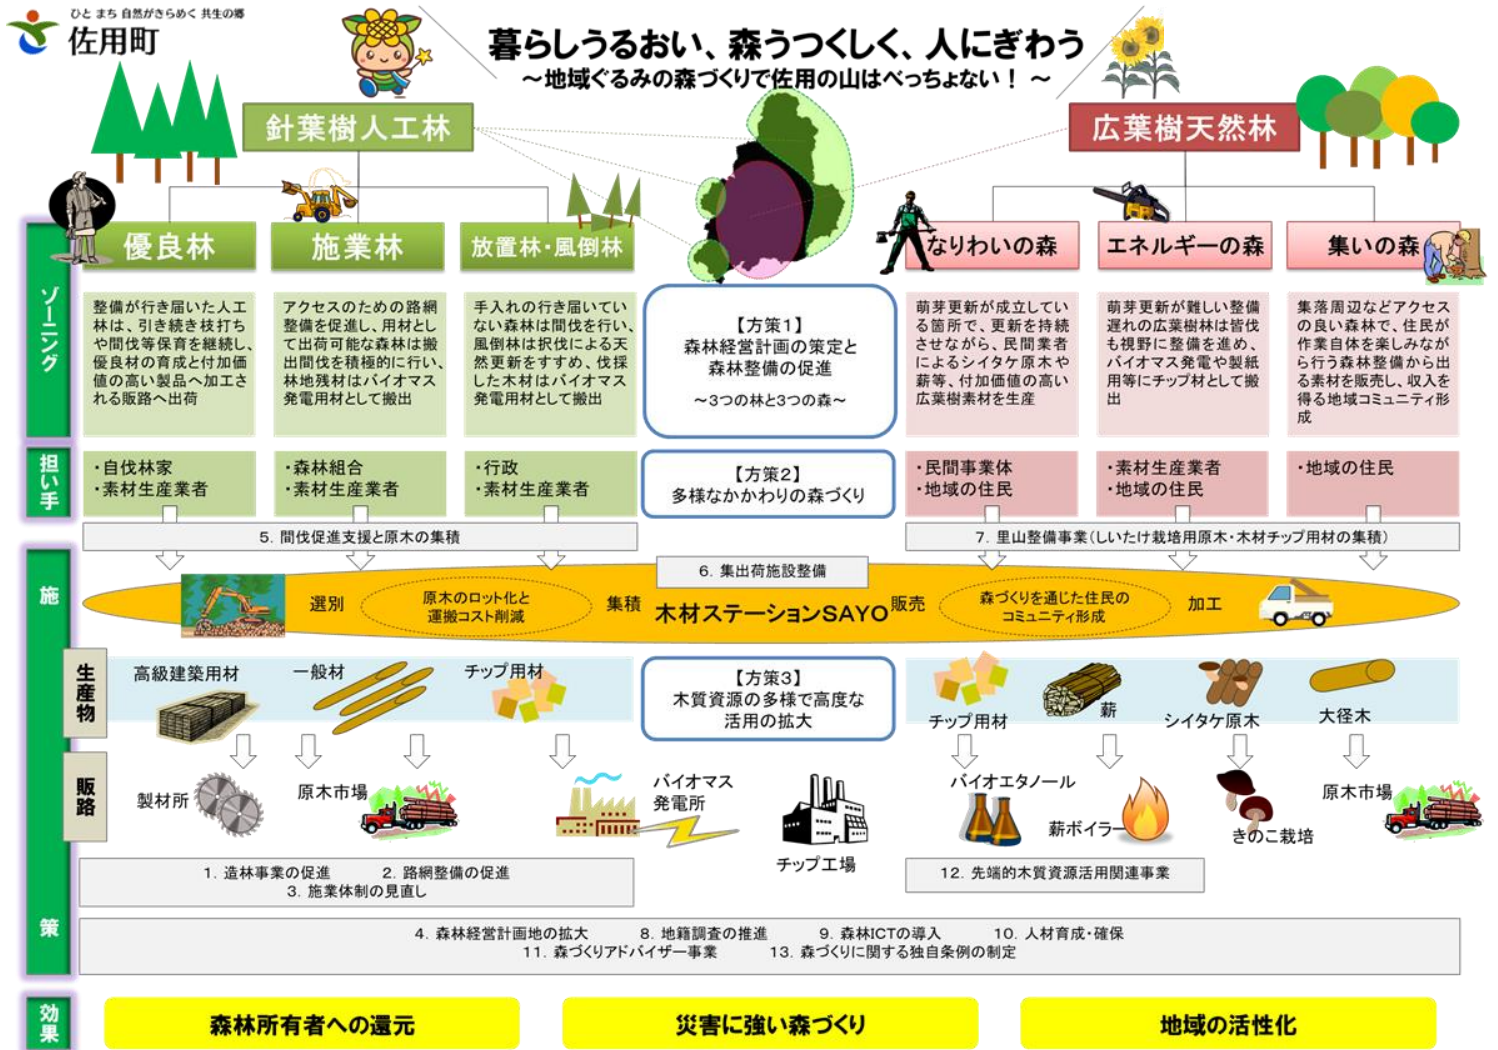 ひと まち 自然がきらめく 共生の郷
佐用町
暮らしうるおい、森うつくしく、人にぎわう
～地域ぐるみの森づくりで佐用の山はべっちょない！～
針葉樹人工林
広葉樹天然林
ゾーニング
優良林
施業林
放置林・風倒林
なりわいの森
エネルギーの森
集いの森
整備が行き届いた人工
林は、引き続き枝打ち
や間伐等保育を継続し、
優良材の育成と付加価
値の高い製品へ加工さ
れる販路へ出荷
アクセスのための路網
整備を促進し、用材とし
て出荷可能な森林は搬
出間伐を積極的に行い、
林地残材はバイオマス
発電用材として搬出
手入れの行き届いてい
ない森林は間伐を行い、
風倒林は択伐による天
然更新をすすめ、伐採
した木材はバイオマス
発電用材として搬出
【方策1】
森林経営計画の策定と
森林整備の促進
～3つの林と3つの森～
萌芽更新が成立してい
る箇所で、更新を持続
させながら、民間業者
によるシイタケ原木や
薪等、付加価値の高い
広葉樹素材を生産
萌芽更新が難しい整備
遅れの広葉樹林は皆伐
も視野に整備を進め、
バイオマス発電や製紙
用等にチップ材として搬
出
集落周辺などアクセス
の良い森林で、住民が
作業自体を楽しみなが
ら行う森林整備から出
る素材を販売し、収入を
得る地域コミュニティ形
成
担い手
・自伐林家
・素材生産業者
・森林組合
・素材生産業者
・行政
・素材生産業者
【方策2】
多様なかかわりの森づくり
・民間事業体
・地域の住民
・素材生産業者
・地域の住民
・地域の住民
5. 間伐促進支援と原木の集積
7. 里山整備事業(しいたけ栽培用原木・木材チップ用材の集積)
施策
6. 集出荷施設整備
選別
原木のロット化と
運搬コスト削減
集積
木材ステーションSAYO
販売
森づくりを通じた住民の
コミュニティ形成
加工
生産物
高級建築用材
一般材
チップ用材
【方策3】
木質資源の多様で高度な
活用の拡大
チップ用材
薪
シイタケ原木
大径木
販路
製材所
原木市場
バイオマス
発電所
チップ工場
バイオエタノール
薪ボイラー
きのこ栽培
原木市場
1. 造林事業の促進 2. 路網整備の促進
3. 施業体制の見直し
12. 先端的木質資源活用関連事業
4. 森林経営計画地の拡大 8. 地籍調査の推進 9. 森林ICTの導入 10. 人材育成・確保
11. 森づくりアドバイザー事業 13. 森づくりに関する独自条例の制定
効果
森林所有者への還元
災害に強い森づくり
地域の活性化